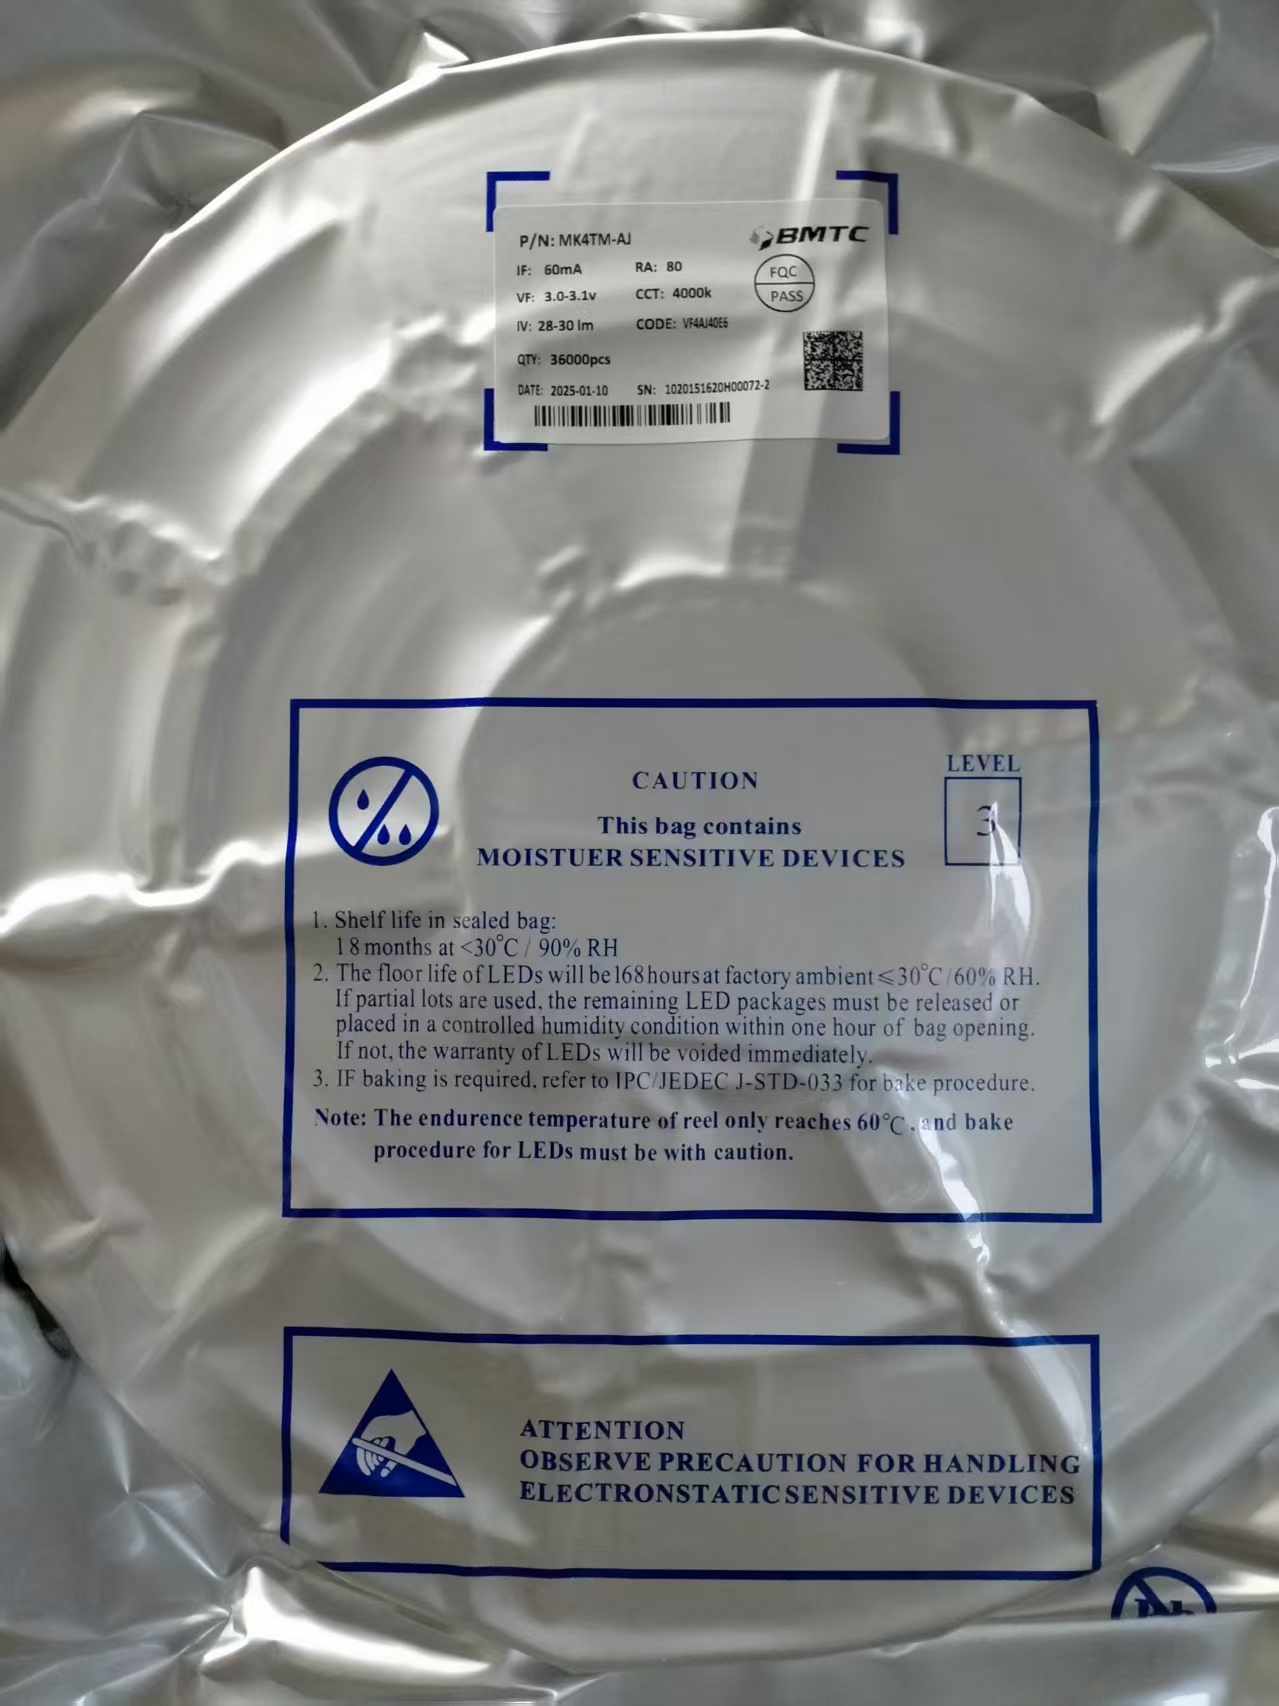 P/N: MK4TM-AJ
BMTC
IF: 60mA RA: 80
FQC
PASS
VF: 3.0-3.1v CCT: 4000k
IV: 28-30 lm CODE: VF4AJ40E6
QTY: 36000pcs
DATE: 2025-01-10 SN: 1020151620H00072-2
LEVEL
3
CAUTION
This bag contains
MOISTUER SENSITIVE DEVICES
1. Shelf life in sealed bag:
18 months at <30°C / 90% RH
2. The floor life of LEDs will be 168 hours at factory ambient ≤30°C/60% RH.
If partial lots are used, the remaining LED packages must be released or
placed in a controlled humidity condition within one hour of bag opening.
If not, the warranty of LEDs will be voided immediately.
3. IF baking is required, refer to IPC/JEDEC J-STD-033 for bake procedure.
Note: The endurence temperature of reel only reaches 60°C, and bake
procedure for LEDs must be with caution.
ATTENTION
OBSERVE PRECAUTION FOR HANDLING
ELECTRONSTATIC SENSITIVE DEVICES
Pb